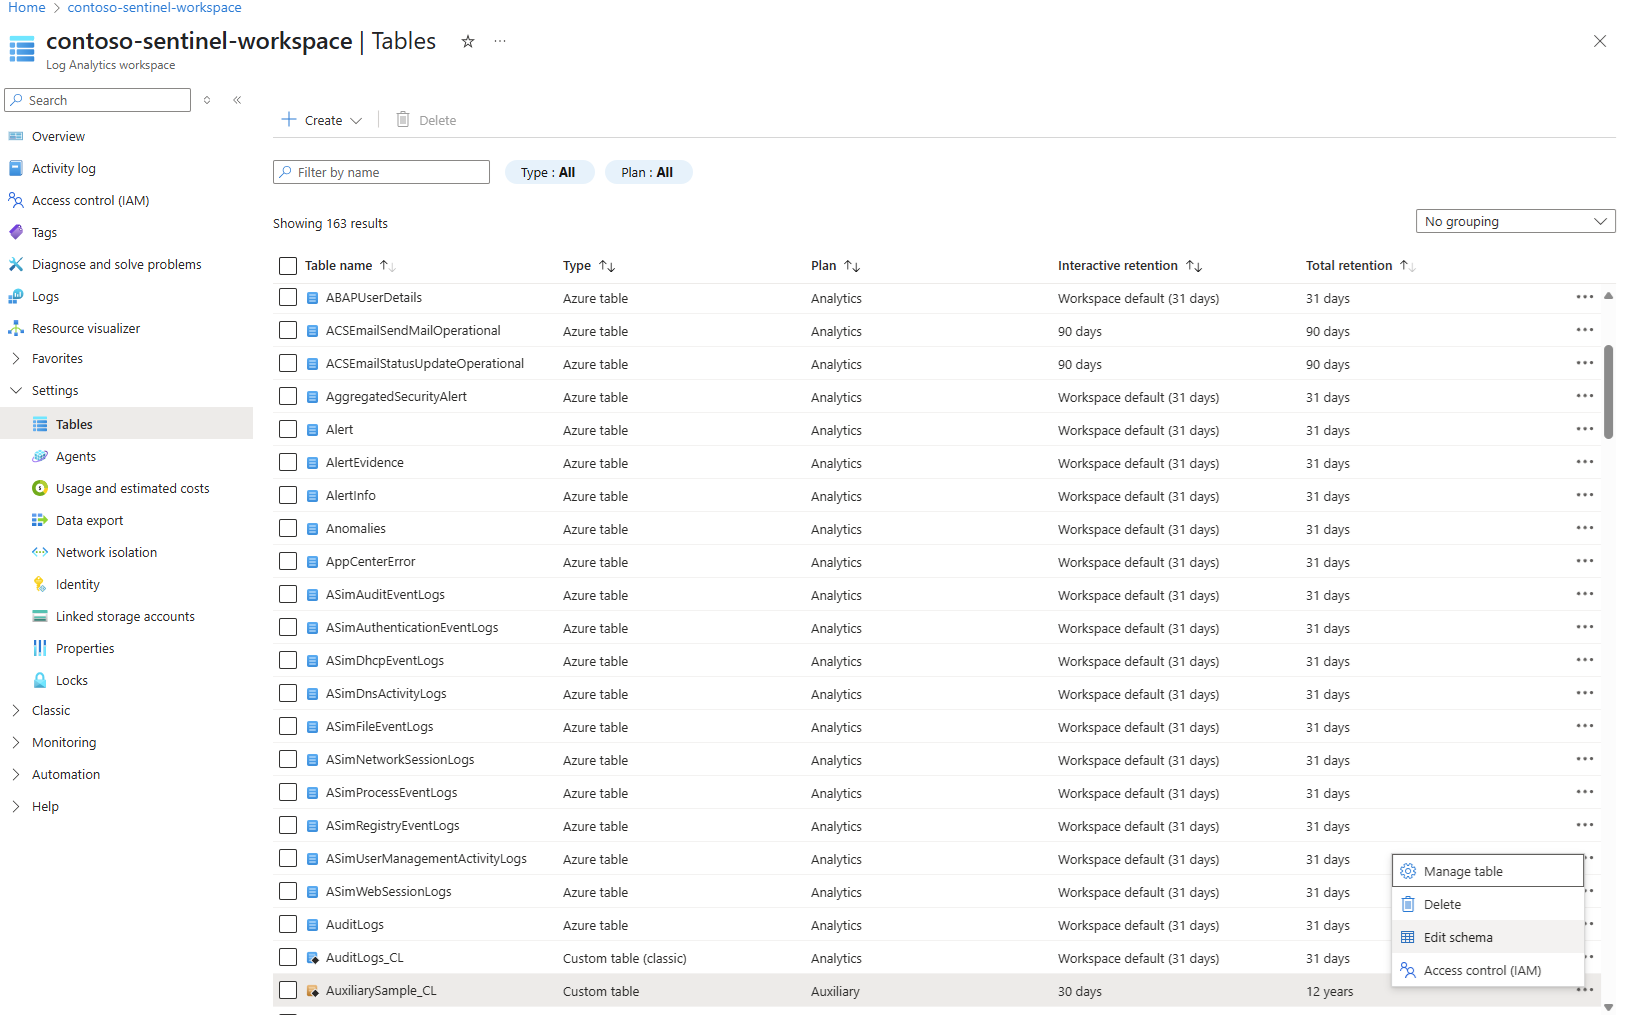 Home > contoso-sentinel-workspace
contoso-sentinel-workspace | Tables
Log Analytics workspace
Search
Overview
Activity log
Access control (IAM)
Tags
Diagnose and solve problems
Logs
Resource visualizer
Favorites
Settings
Tables
Agents
Usage and estimated costs
Data export
Network isolation
Identity
Linked storage accounts
Properties
Locks
Classic
Monitoring
Automation
Help
Create
Delete
Filter by name
Type : All
Plan : All
Showing 163 results
No grouping
Table name Type Plan Interactive retention Total retention
ABAPUserDetails Azure table Analytics Workspace default (31 days) 31 days
ACSEmailSendMailOperational Azure table Analytics 90 days 90 days
ACSEmailStatusUpdateOperational Azure table Analytics 90 days 90 days
AggregatedSecurityAlert Azure table Analytics Workspace default (31 days) 31 days
Alert Azure table Analytics Workspace default (31 days) 31 days
AlertEvidence Azure table Analytics Workspace default (31 days) 31 days
AlertInfo Azure table Analytics Workspace default (31 days) 31 days
Anomalies Azure table Analytics Workspace default (31 days) 31 days
AppCenterError Azure table Analytics Workspace default (31 days) 31 days
ASimAuditEventLogs Azure table Analytics Workspace default (31 days) 31 days
ASimAuthenticationEventLogs Azure table Analytics Workspace default (31 days) 31 days
ASimDhcpEventLogs Azure table Analytics Workspace default (31 days) 31 days
ASimDnsActivityLogs Azure table Analytics Workspace default (31 days) 31 days
ASimFileEventLogs Azure table Analytics Workspace default (31 days) 31 days
ASimNetworkSessionLogs Azure table Analytics Workspace default (31 days) 31 days
ASimProcessEventLogs Azure table Analytics Workspace default (31 days) 31 days
ASimRegistryEventLogs Azure table Analytics Workspace default (31 days) 31 days
ASimUserManagementActivityLogs Azure table Analytics Workspace default (31 days) 31 days
ASimWebSessionLogs Azure table Analytics Workspace default (31 days) 31 days
AuditLogs Azure table Analytics Workspace default (31 days) 31 days
AuditLogs_CL Custom table (classic) Analytics Workspace default (31 days) 31 days
AuxiliarySample_CL Custom table Auxiliary 30 days 12 years
Manage table
Delete
Edit schema
Access control (IAM)